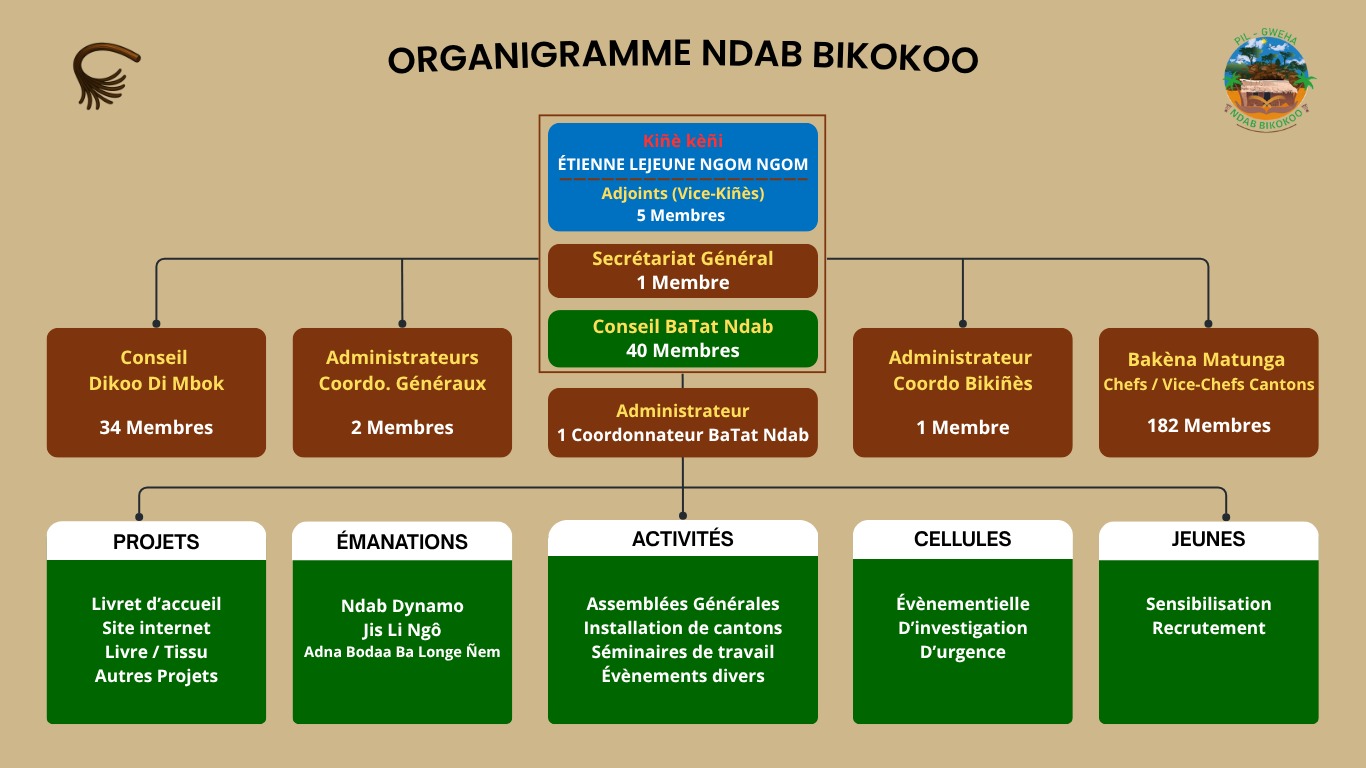 ORGANIGRAMME NDAB BIKOKOO
PIL - GWEHA
NDAB BIKOKOO
Kiñè kèñi
ÉTIENNE LEJEUNE NGOM NGOM
Adjoints (Vice-Kiñès)
5 Membres
Secrétariat Général
1 Membre
Conseil BaTat Ndab
40 Membres
Conseil
Dikoo Di Mbok
34 Membres
Administrateurs
Coordo. Généraux
2 Membres
Administrateur
1 Coordonnateur BaTat Ndab
Administrateur
Coordo Bikiñès
1 Membre
Bakèna Matunga
Chefs / Vice-Chefs Cantons
182 Membres
PROJETS
Livret d’accueil
Site internet
Livre / Tissu
Autres Projets
ÉMANATIONS
Ndab Dynamo
Jis Li Ngô
Adna Bodaa Ba Longe Ñem
ACTIVITÉS
Assemblées Générales
Installation de cantons
Séminaires de travail
Évènements divers
CELLULES
Évènementielle
D’investigation
D’urgence
JEUNES
Sensibilisation
Recrutement